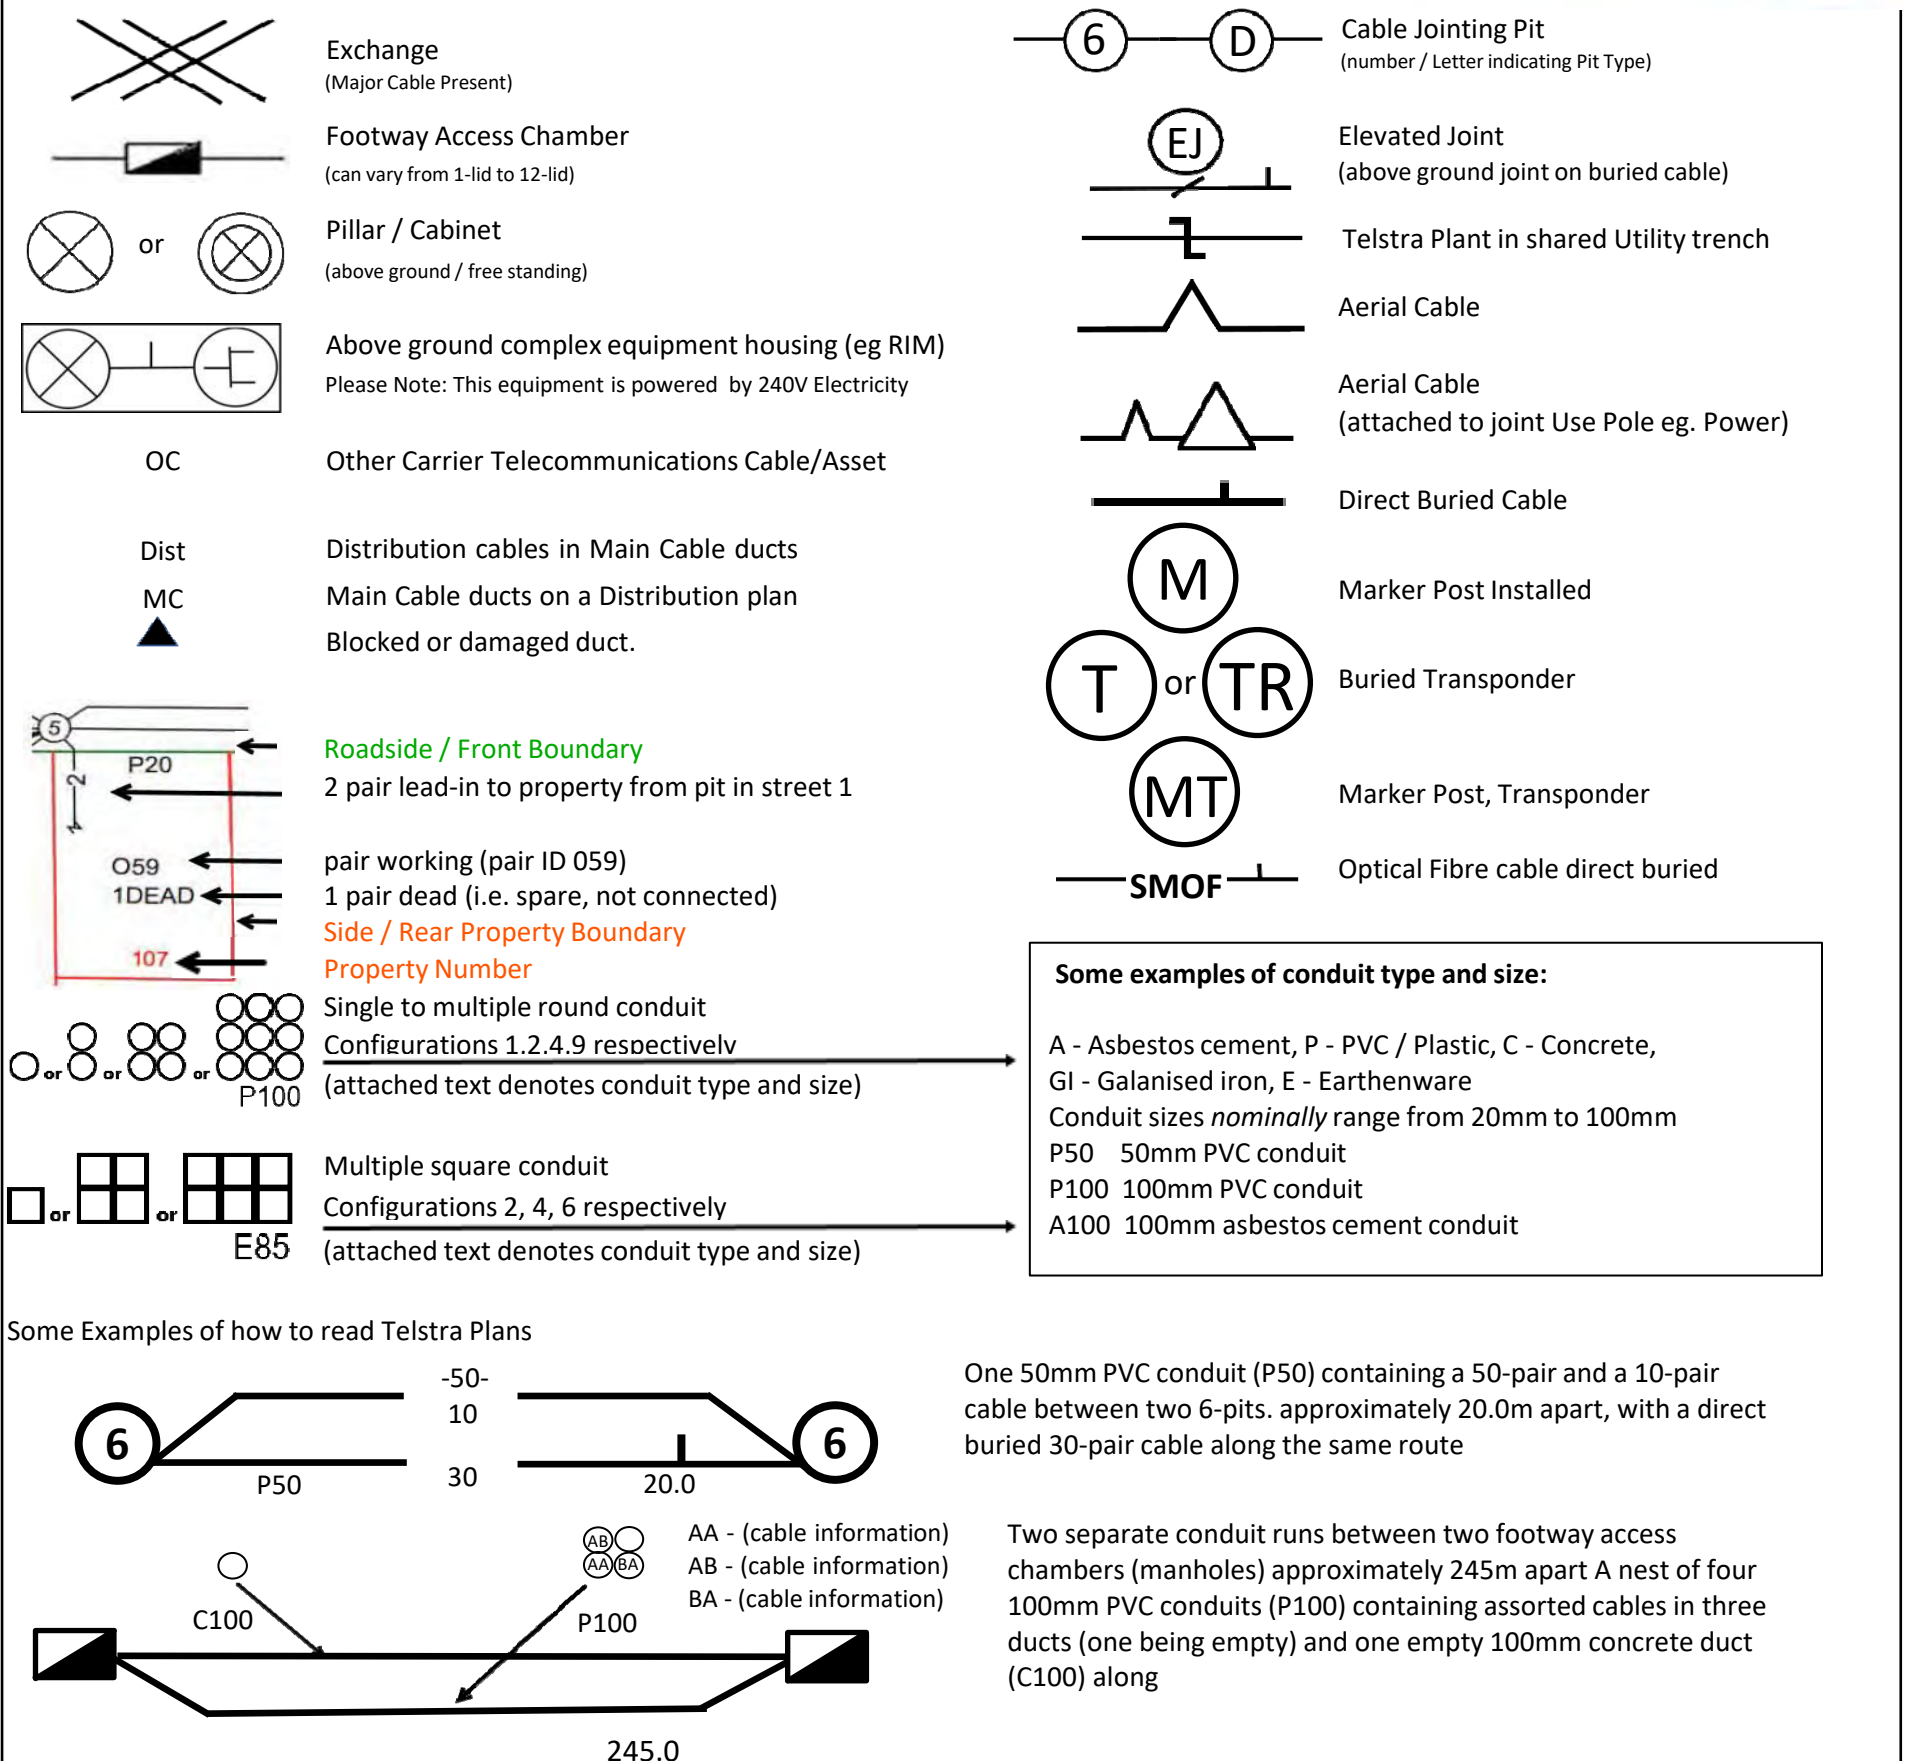 Exchange
(Major Cable Present)
Footway Access Chamber
(can vary from 1-lid to 12-lid)
or
Pillar / Cabinet
(above ground / free standing)
Above ground complex equipment housing (eg RIM)
Please Note: This equipment is powered by 240V Electricity
OC
Other Carrier Telecommunications Cable/Asset
Dist
Distribution cables in Main Cable ducts
MC
Main Cable ducts on a Distribution plan
Blocked or damaged duct.
5
P20
2
O59
1DEAD
107
Roadside / Front Boundary
2 pair lead-in to property from pit in street 1
pair working (pair ID 059)
1 pair dead (i.e. spare, not connected)
Side / Rear Property Boundary
Property Number
or or or
P100
Single to multiple round conduit
Configurations 1,2,4,9 respectively
(attached text denotes conduit type and size)
or or
E85
Multiple square conduit
Configurations 2, 4, 6 respectively
(attached text denotes conduit type and size)
6 D
Cable Jointing Pit
(number / Letter indicating Pit Type)
EJ
Elevated Joint
(above ground joint on buried cable)
Telstra Plant in shared Utility trench
Aerial Cable
Aerial Cable
(attached to joint Use Pole eg. Power)
Direct Buried Cable
M
Marker Post Installed
T or TR
Buried Transponder
MT
Marker Post, Transponder
SMOF
Optical Fibre cable direct buried
Some examples of conduit type and size:
A - Asbestos cement, P - PVC / Plastic, C - Concrete,
GI - Galanised iron, E - Earthenware
Conduit sizes nominally range from 20mm to 100mm
P50 50mm PVC conduit
P100 100mm PVC conduit
A100 100mm asbestos cement conduit
Some Examples of how to read Telstra Plans
-50-
10
6 6
P50 30 20.0
One 50mm PVC conduit (P50) containing a 50-pair and a 10-pair
cable between two 6-pits. approximately 20.0m apart, with a direct
buried 30-pair cable along the same route
AB
AA BA
AA - (cable information)
AB - (cable information)
BA - (cable information)
C100 P100
245.0
Two separate conduit runs between two footway access
chambers (manholes) approximately 245m apart A nest of four
100mm PVC conduits (P100) containing assorted cables in three
ducts (one being empty) and one empty 100mm concrete duct
(C100) along